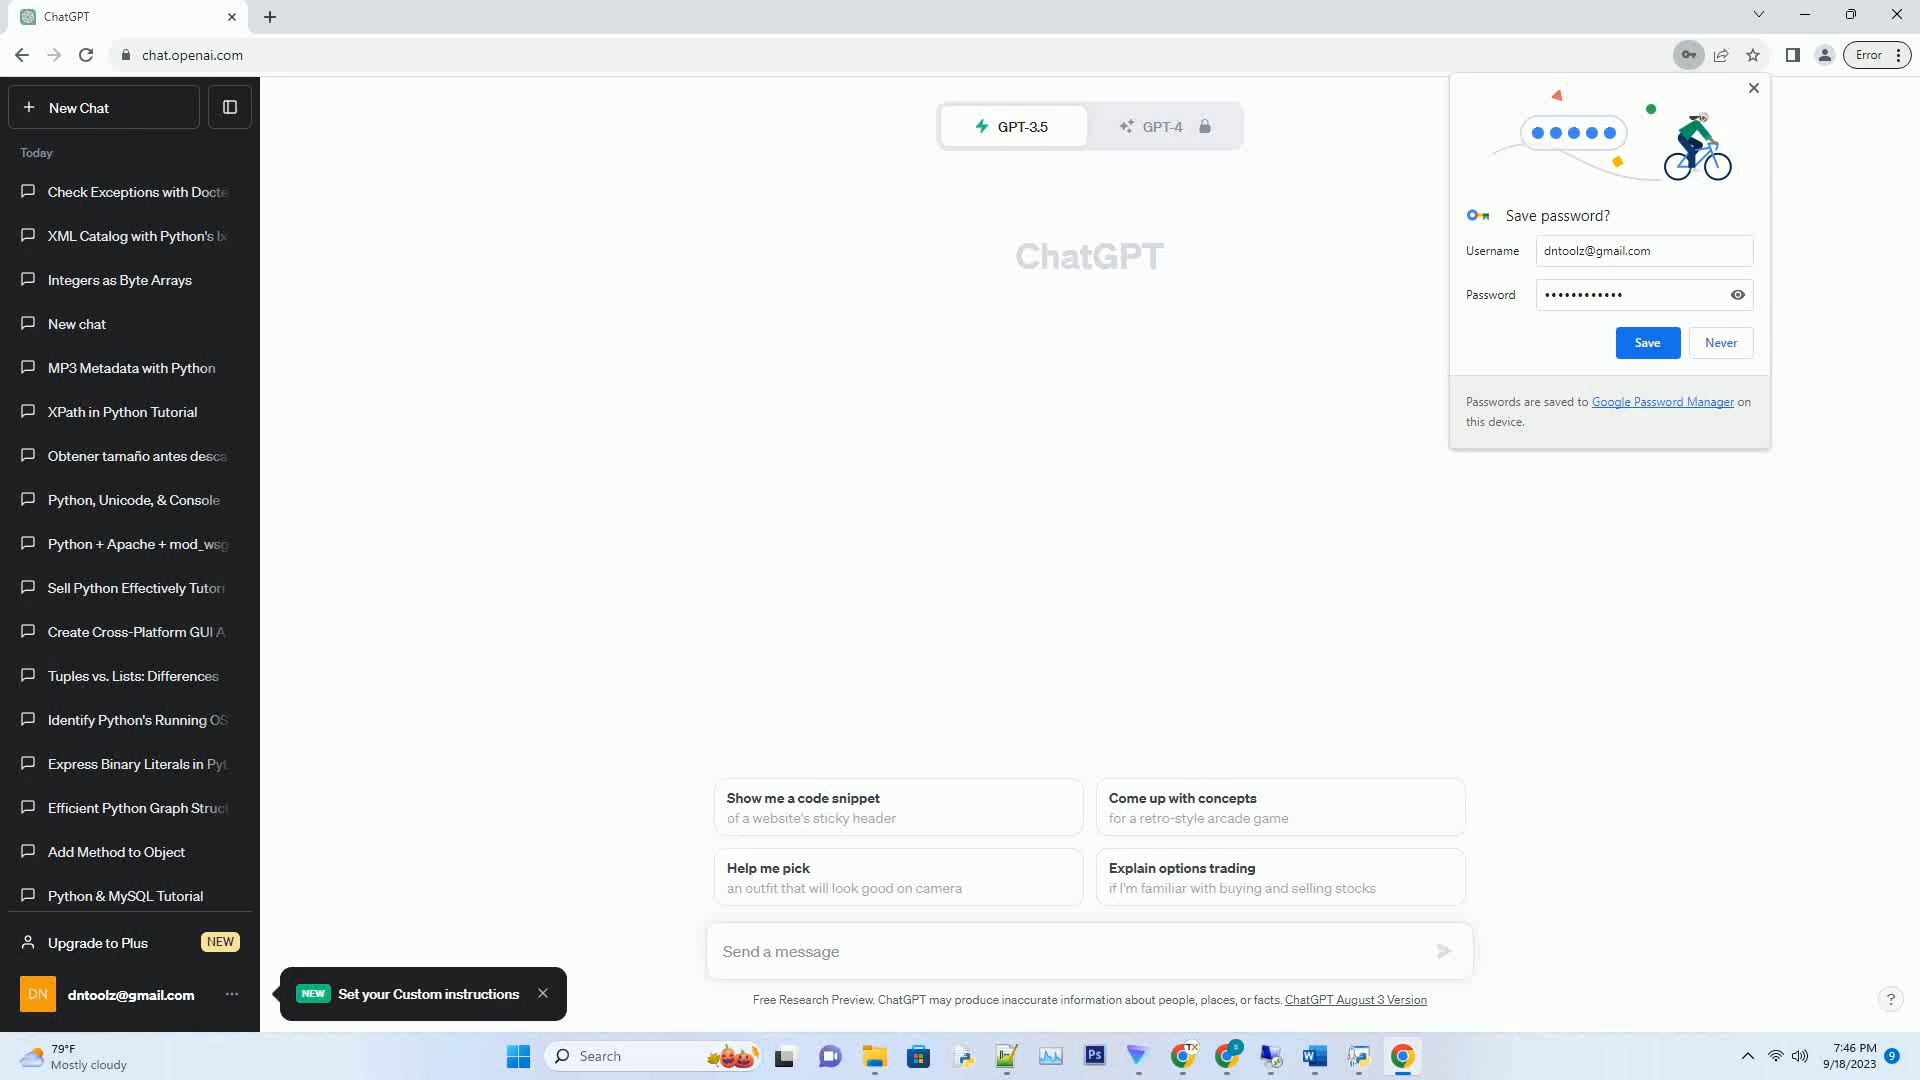 ChatGPT
chat.openai.com
Error
New Chat
Today
Check Exceptions with Docte
XML Catalog with Python's lx
Integers as Byte Arrays
New chat
MP3 Metadata with Python
XPath in Python Tutorial
Obtener tamaño antes desca
Python, Unicode, & Console
Python + Apache + mod_wsg
Sell Python Effectively Tutori
Create Cross-Platform GUI A
Tuples vs. Lists: Differences
Identify Python's Running OS
Express Binary Literals in Pyt
Efficient Python Graph Struct
Add Method to Object
Python & MySQL Tutorial
Upgrade to Plus
NEW
DN
dntoolz@gmail.com
GPT-3.5
GPT-4
ChatGPT
Save password?
Username
dntoolz@gmail.com
Password
Save
Never
Passwords are saved to Google Password Manager on
this device.
Show me a code snippet
of a website's sticky header
Come up with concepts
for a retro-style arcade game
Help me pick
an outfit that will look good on camera
Explain options trading
if I'm familiar with buying and selling stocks
Send a message
NEW Set your Custom instructions
Free Research Preview. ChatGPT may produce inaccurate information about people, places, or facts. ChatGPT August 3 Version
?
79°F
Mostly cloudy
Search
Ps
TX
s
W
7:46 PM
9/18/2023
9